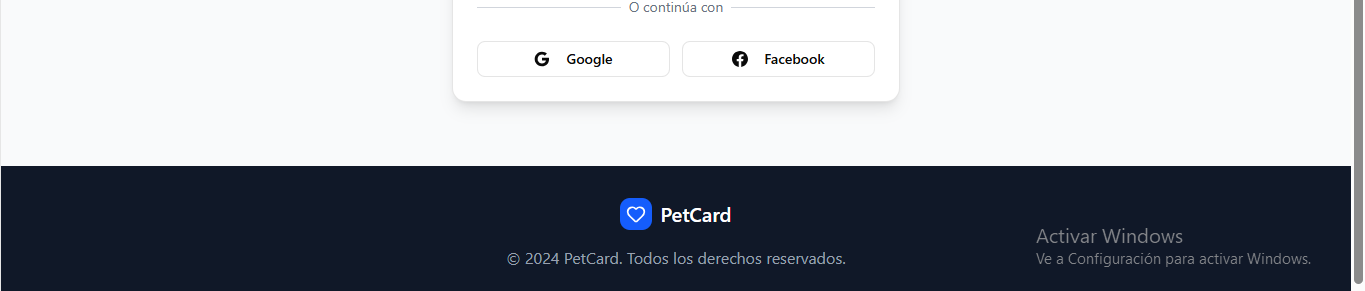 O continúa con
Google
Facebook
PetCard
© 2024 PetCard. Todos los derechos reservados.
Activar Windows
Ve a Configuración para activar Windows.